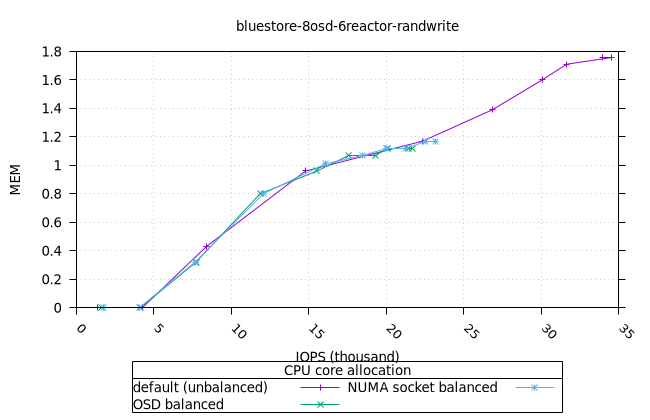 bluestore-8osd-6reactor-randwrite
1.8
1.6
1.4
1.2
1
0.8
0.6
0.4
0.2
0
MEM
0 5 10 15 20 25 30 35
IOPS (thousand)
CPU core allocation
default (unbalanced) NUMA socket balanced
OSD balanced